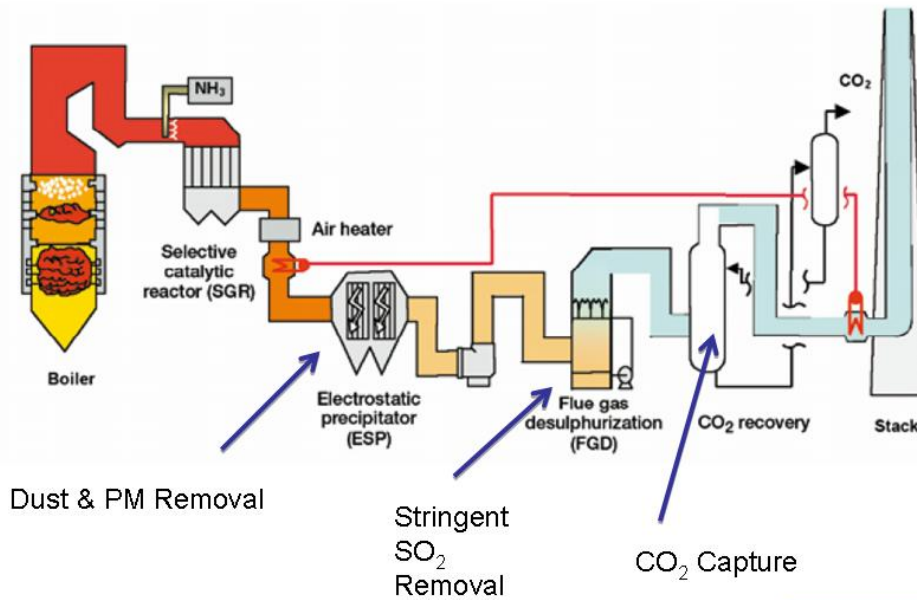 NH₃
CO₂
Air heater
Selective
catalytic
reactor (SGR)
Boiler
Electrostatic
precipitator
(ESP)
Flue gas
desulphurization
(FGD)
CO₂ recovery
Stack
Dust & PM Removal
Stringent
SO₂
Removal
CO₂ Capture